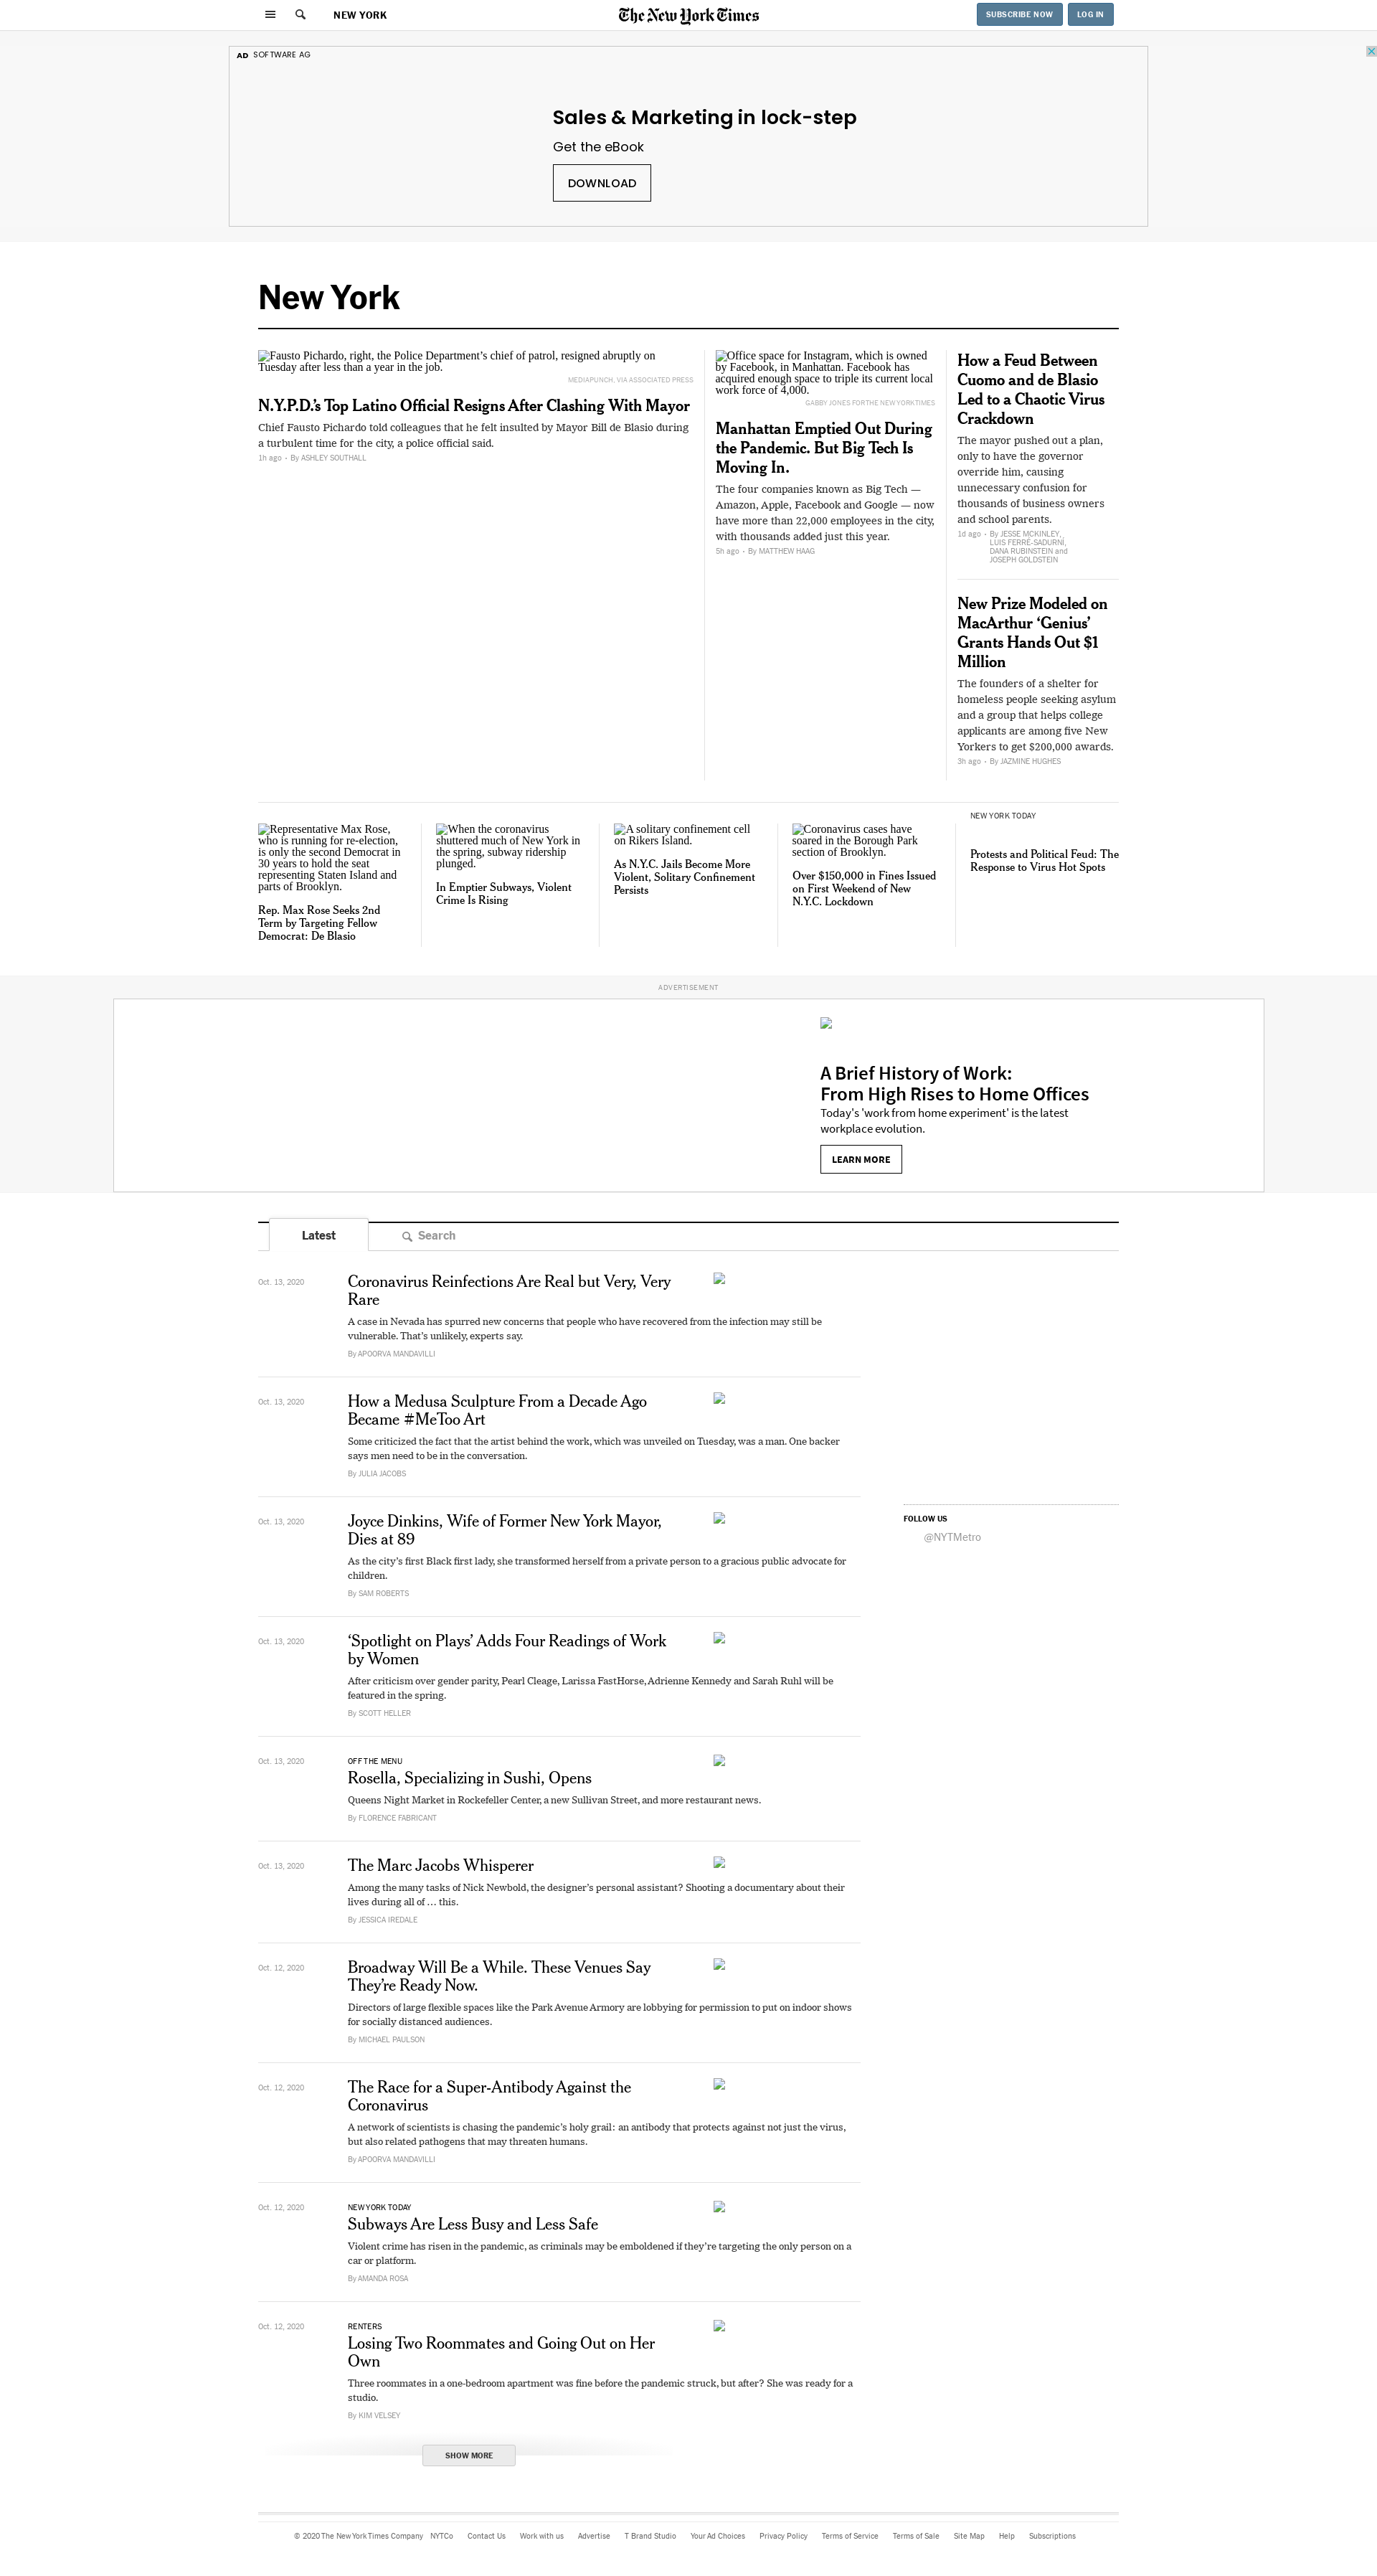 NEW YORK
The New York Times
SUBSCRIBE NOW
LOG IN
AD SOFTWARE AG
Sales & Marketing in lock-step
Get the eBook
DOWNLOAD
New York
Fausto Pichardo, right, the Police Department’s chief of patrol, resigned abruptly on
Tuesday after less than a year in the job.
MEDIAPUNCH, VIA ASSOCIATED PRESS
N.Y.P.D.’s Top Latino Official Resigns After Clashing With Mayor
Chief Fausto Pichardo told colleagues that he felt insulted by Mayor Bill de Blasio during
a turbulent time for the city, a police official said.
1h ago • By ASHLEY SOUTHALL
Office space for Instagram, which is owned
by Facebook, in Manhattan. Facebook has
acquired enough space to triple its current local
work force of 4,000.
GABBY JONES FOR THE NEW YORK TIMES
Manhattan Emptied Out During
the Pandemic. But Big Tech Is
Moving In.
The four companies known as Big Tech —
Amazon, Apple, Facebook and Google — now
have more than 22,000 employees in the city,
with thousands added just this year.
5h ago • By MATTHEW HAAG
How a Feud Between
Cuomo and de Blasio
Led to a Chaotic Virus
Crackdown
The mayor pushed out a plan,
only to have the governor
override him, causing
unnecessary confusion for
thousands of business owners
and school parents.
1d ago • By JESSE MCKINLEY,
LUIS FERRÉ-SADURNÍ,
DANA RUBINSTEIN and
JOSEPH GOLDSTEIN
New Prize Modeled on
MacArthur ‘Genius’
Grants Hands Out $1
Million
The founders of a shelter for
homeless people seeking asylum
and a group that helps college
applicants are among five New
Yorkers to get $200,000 awards.
3h ago • By JAZMINE HUGHES
Representative Max Rose,
who is running for re-election,
is only the second Democrat in
30 years to hold the seat
representing Staten Island and
parts of Brooklyn.
Rep. Max Rose Seeks 2nd
Term by Targeting Fellow
Democrat: De Blasio
When the coronavirus
shuttered much of New York in
the spring, subway ridership
plunged.
In Emptier Subways, Violent
Crime Is Rising
A solitary confinement cell
on Rikers Island.
As N.Y.C. Jails Become More
Violent, Solitary Confinement
Persists
Coronavirus cases have
soared in the Borough Park
section of Brooklyn.
Over $150,000 in Fines Issued
on First Weekend of New
N.Y.C. Lockdown
NEW YORK TODAY
Protests and Political Feud: The
Response to Virus Hot Spots
ADVERTISEMENT
A Brief History of Work:
From High Rises to Home Offices
Today's 'work from home experiment' is the latest
workplace evolution.
LEARN MORE
Latest
Search
Oct. 13, 2020
Coronavirus Reinfections Are Real but Very, Very
Rare
A case in Nevada has spurred new concerns that people who have recovered from the infection may still be
vulnerable. That’s unlikely, experts say.
By APOORVA MANDAVILLI
Oct. 13, 2020
How a Medusa Sculpture From a Decade Ago
Became #MeToo Art
Some criticized the fact that the artist behind the work, which was unveiled on Tuesday, was a man. One backer
says men need to be in the conversation.
By JULIA JACOBS
Oct. 13, 2020
Joyce Dinkins, Wife of Former New York Mayor,
Dies at 89
As the city’s first Black first lady, she transformed herself from a private person to a gracious public advocate for
children.
By SAM ROBERTS
FOLLOW US
@NYTMetro
Oct. 13, 2020
‘Spotlight on Plays’ Adds Four Readings of Work
by Women
After criticism over gender parity, Pearl Cleage, Larissa FastHorse, Adrienne Kennedy and Sarah Ruhl will be
featured in the spring.
By SCOTT HELLER
Oct. 13, 2020
OFF THE MENU
Rosella, Specializing in Sushi, Opens
Queens Night Market in Rockefeller Center, a new Sullivan Street, and more restaurant news.
By FLORENCE FABRICANT
Oct. 13, 2020
The Marc Jacobs Whisperer
Among the many tasks of Nick Newbold, the designer’s personal assistant? Shooting a documentary about their
lives during all of … this.
By JESSICA IREDALE
Oct. 12, 2020
Broadway Will Be a While. These Venues Say
They’re Ready Now.
Directors of large flexible spaces like the Park Avenue Armory are lobbying for permission to put on indoor shows
for socially distanced audiences.
By MICHAEL PAULSON
Oct. 12, 2020
The Race for a Super-Antibody Against the
Coronavirus
A network of scientists is chasing the pandemic’s holy grail: an antibody that protects against not just the virus,
but also related pathogens that may threaten humans.
By APOORVA MANDAVILLI
Oct. 12, 2020
NEW YORK TODAY
Subways Are Less Busy and Less Safe
Violent crime has risen in the pandemic, as criminals may be emboldened if they’re targeting the only person on a
car or platform.
By AMANDA ROSA
Oct. 12, 2020
RENTERS
Losing Two Roommates and Going Out on Her
Own
Three roommates in a one-bedroom apartment was fine before the pandemic struck, but after? She was ready for a
studio.
By KIM VELSEY
SHOW MORE
© 2020 The New York Times Company NYTCo Contact Us Work with us Advertise T Brand Studio Your Ad Choices Privacy Policy Terms of Service Terms of Sale Site Map Help Subscriptions